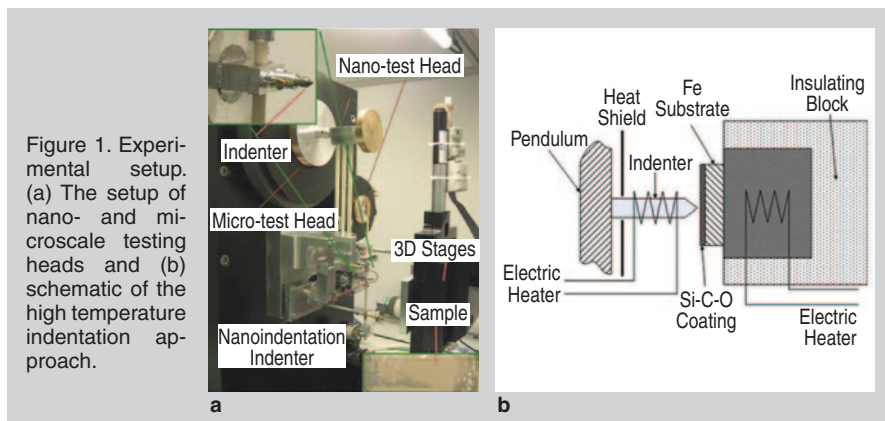 Figure 1. Experi-
mental setup.
(a) The setup of
nano- and mi-
croscale testing
heads and (b)
schematic of the
high temperature
indentation ap-
proach.
Nano-test Head
Indenter
Micro-test Head
3D Stages
Sample
Nanoindentation
Indenter
a
Pendulum
Heat
Shield
Indenter
Fe
Substrate
Insulating
Block
Electric
Heater
Si-C-O
Coating
Electric
Heater
b